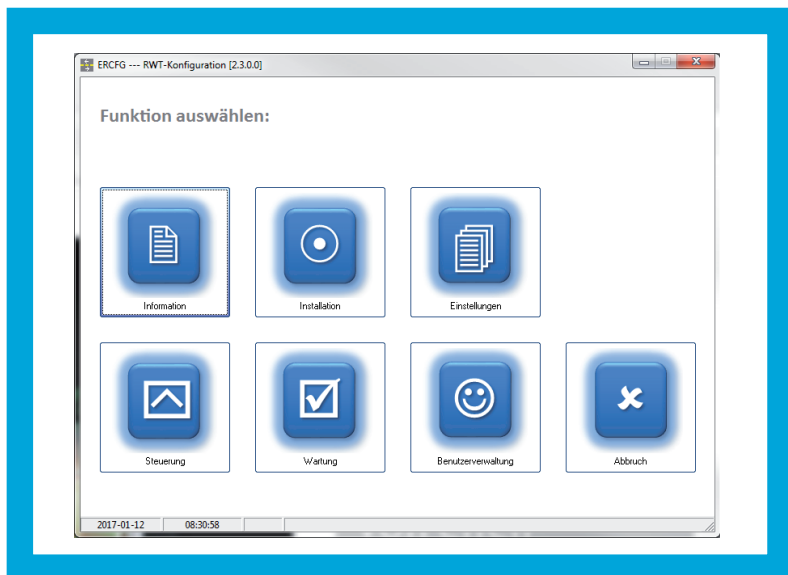 ERCFG --- RWT-Konfiguration [2.3.0.0]
Funktion auswählen:
Information Installation Einstellungen
Steuerung Wartung Benutzerverwaltung Abbruch
2017-01-12 08:30:58